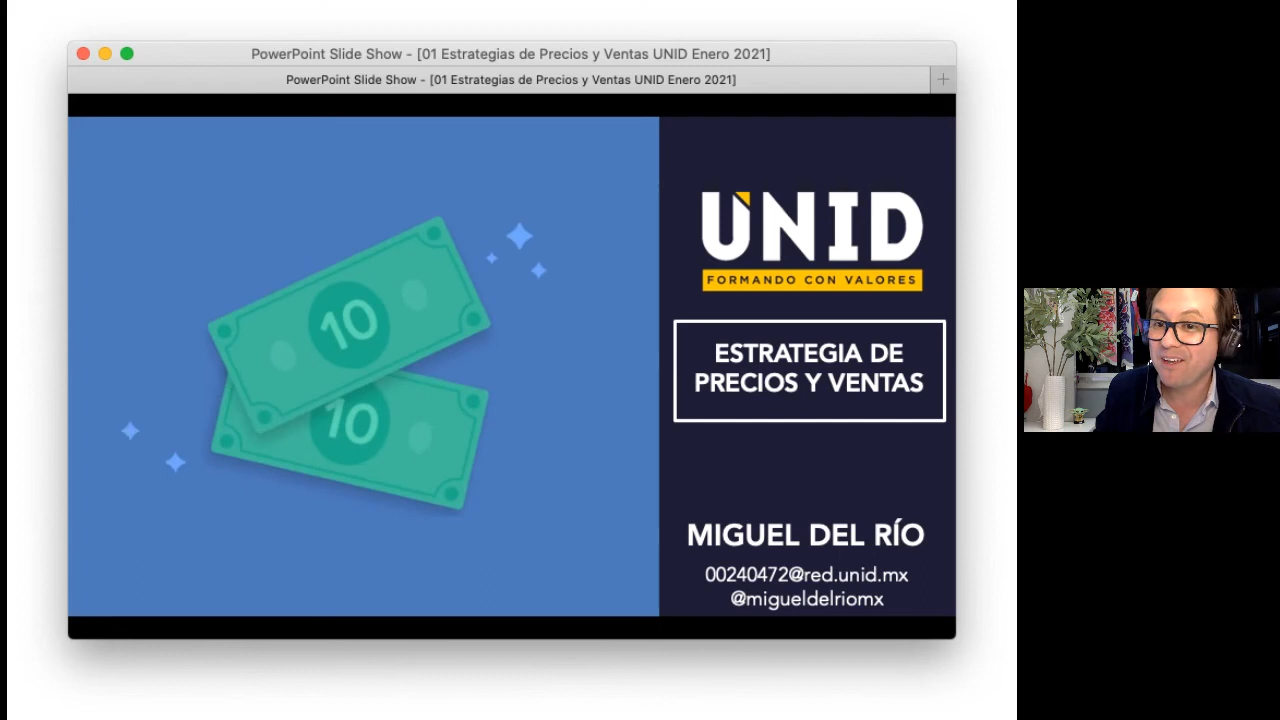 PowerPoint Slide Show - [01 Estrategias de Precios y Ventas UNID Enero 2021]
PowerPoint Slide Show - [01 Estrategias de Precios y Ventas UNID Enero 2021]
10
10
UNID
FORMANDO CON VALORES
ESTRATEGIA DE
PRECIOS Y VENTAS
MIGUEL DEL RÍO
00240472@red.unid.mx
@migueldelriomx